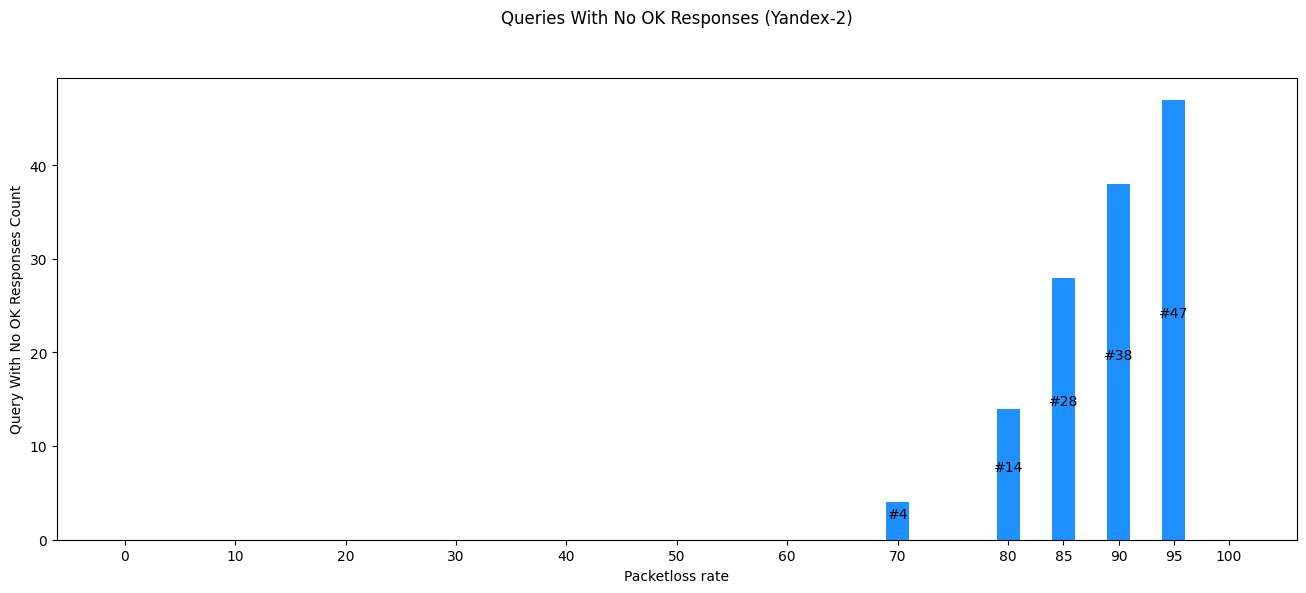 Queries With No OK Responses (Yandex-2)
Query With No OK Responses Count
40
30
20
10
0
#4
#14
#28
#38
#47
0 10 20 30 40 50 60 70 80 85 90 95 100
Packetloss rate